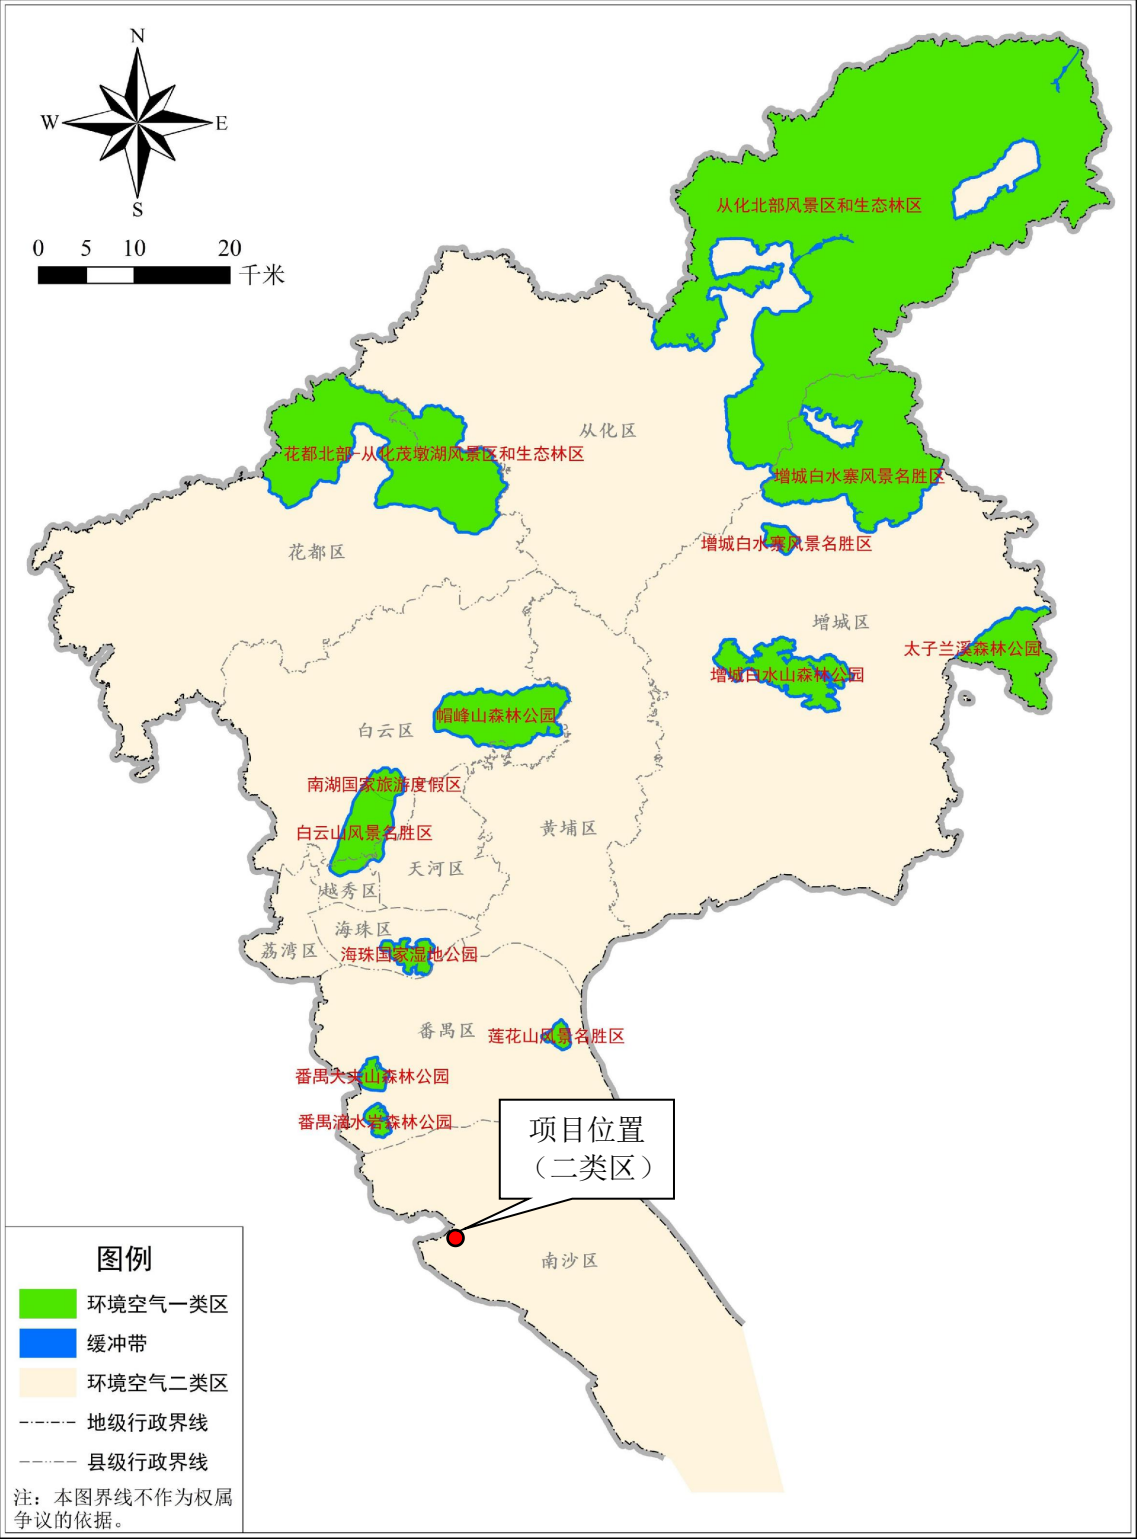 N
W
E
S
0 5 10 20
千米
从化北部风景区和生态林区
从化区
花都北部-从化茂墩湖风景区和生态林区
增城白水寨风景名胜区
增城白水寨风景名胜区
花都区
增城区
太子兰溪森林公园
增城白水山森林公园
帽峰山森林公园
白云区
南湖国家旅游度假区
白云山风景名胜区
黄埔区
天河区
越秀区
海珠区
荔湾区
海珠国家湿地公园
番禺区
莲花山风景名胜区
番禺大夫山森林公园
番禺滴水岩森林公园
项目位置
（二类区）
南沙区
图例
环境空气一类区
缓冲带
环境空气二类区
地级行政界线
县级行政界线
注：本图界线不作为权属
争议的依据。